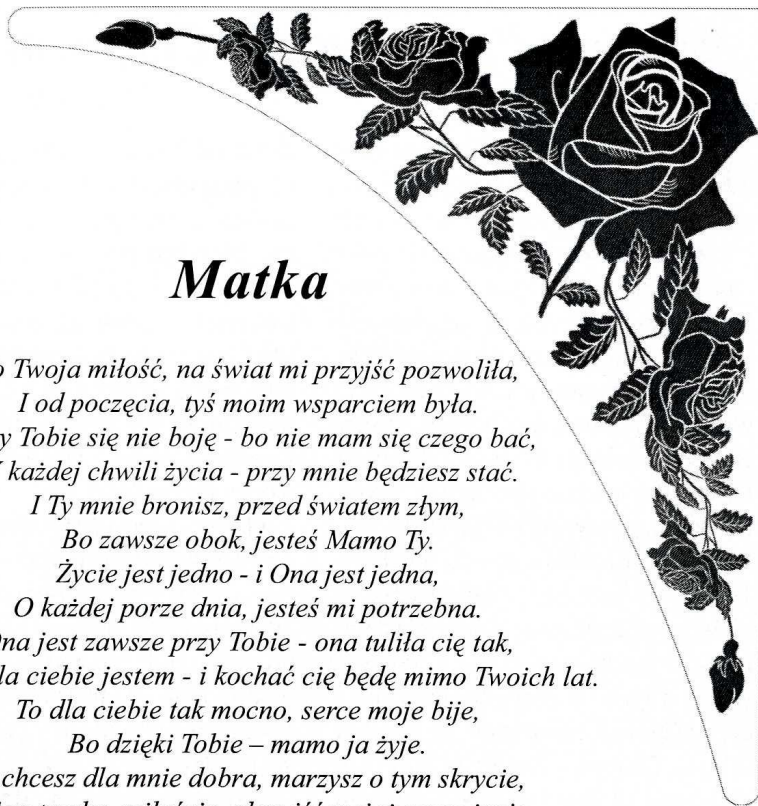 Matka
Twoja miłość, na świat mi przyjść pozwoliła,
I od poczęcia, tyś moim wsparciem była.
Tobie się nie boję - bo nie mam się czego bać,
każdej chwili życia - przy mnie będziesz stać.
I Ty mnie bronisz, przed światem złym,
Bo zawsze obok, jesteś Mamo Ty.
Życie jest jedno - i Ona jest jedna,
O każdej porze dnia, jesteś mi potrzebna.
jest zawsze przy Tobie - ona tuliła cię tak,
ciebie jestem - i kochać cię będę mimo Twoich lat.
To dla ciebie tak mocno, serce moje bije,
Bo dzięki Tobie – mamo ja żyje.
chcesz dla mnie dobra, marzysz o tym skrycie,